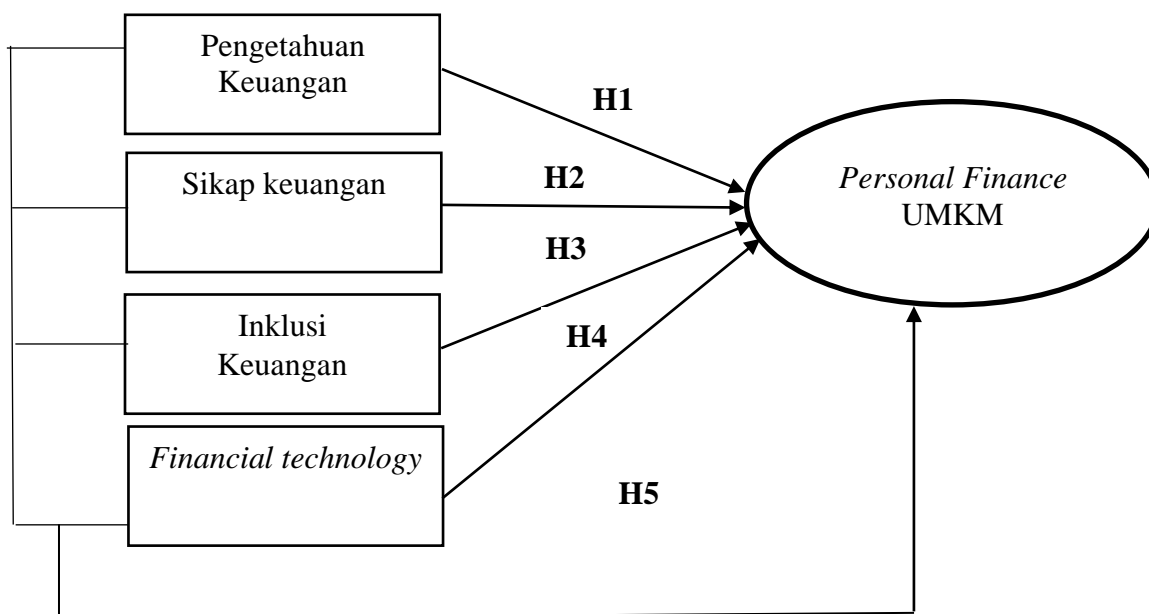 Pengetahuan
Keuangan
H1
Sikap keuangan
H2
Personal Finance
UMKM
H3
Inklusi
Keuangan
H4
Financial technology
H5